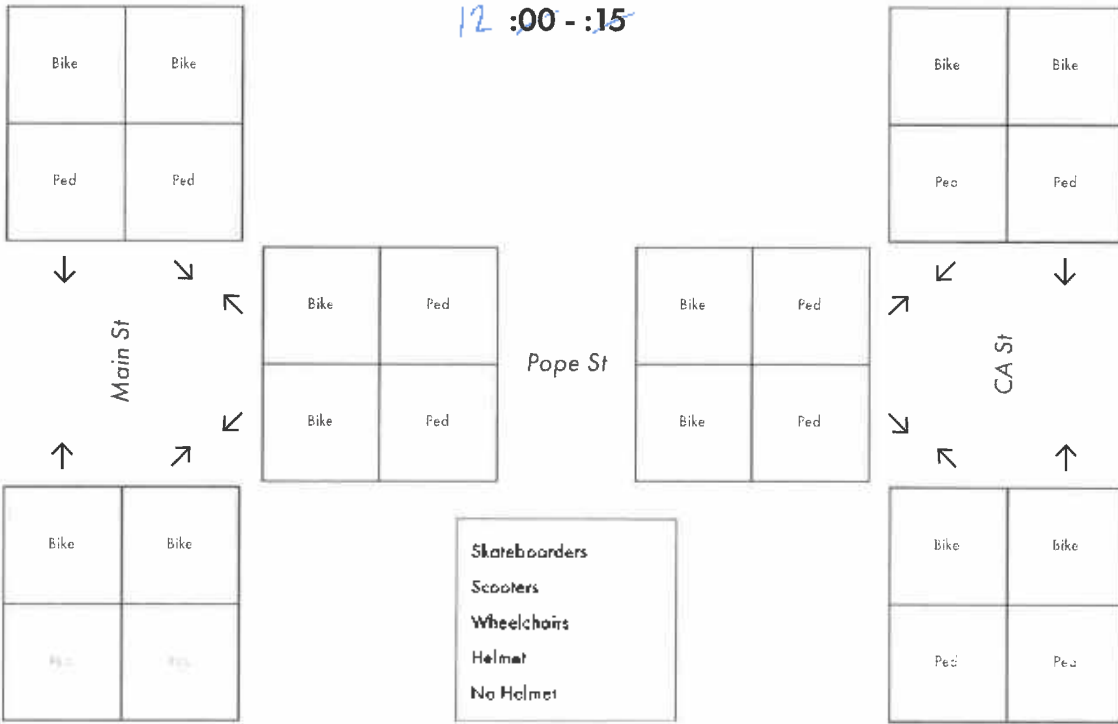 12 :00 - :15
Bike Bike
Ped Ped
Bike Bike
Ped Ped
Main St
Bike Ped
Bike Ped
Pope St
Bike Ped
Bike Ped
CA St
Bike Bike
Bike Bike
Ped Ped
Skateboarders
Scooters
Wheelchairs
Helmet
No Helmet